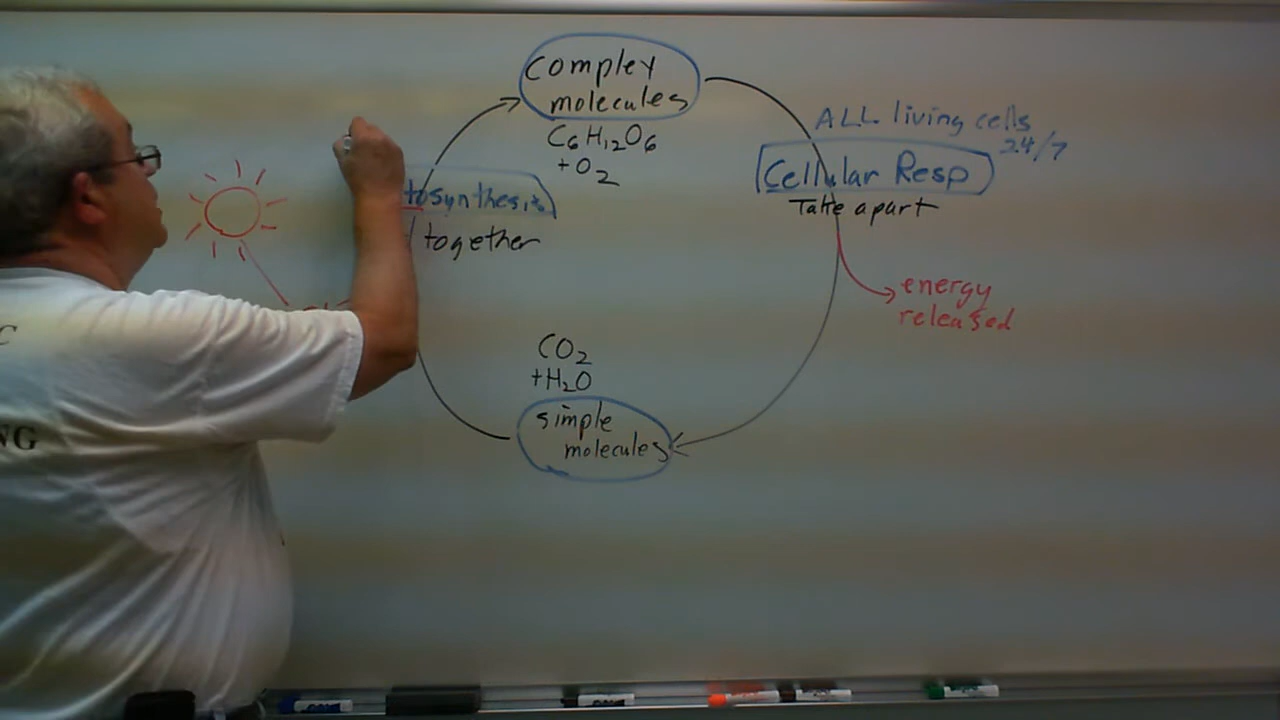 complex
molecules
C6H12O6
+O2
ALL living cells
24/7
Cellular Resp
Take apart
tosynthesis
together
energy
released
CO2
+H2O
simple
molecules
C
NG